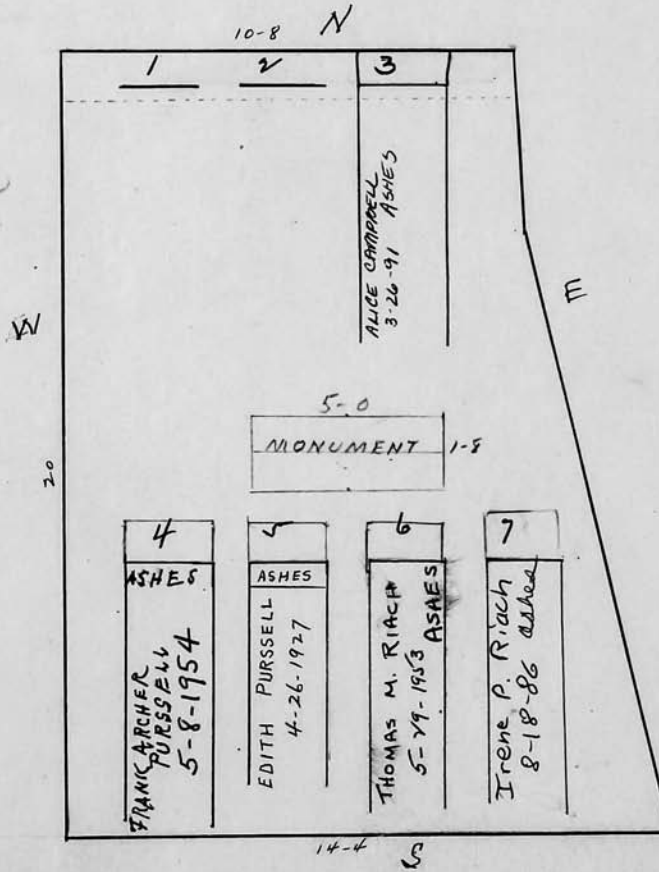 10-8 N
1 2 3
ALICE CAMPBELL
3-26-91 ASHES
W
E
20
5-0
MONUMENT 1-8
4 5 6 7
ASHES
FRANK ARCHER
PURSSELL
5-8-1954
ASHES
EDITH PURSSELL
4-26-1927
THOMAS M. RIACH
5-29-1953 ASHES
Irene P. Riach
8-18-86 ashes
14-4 S